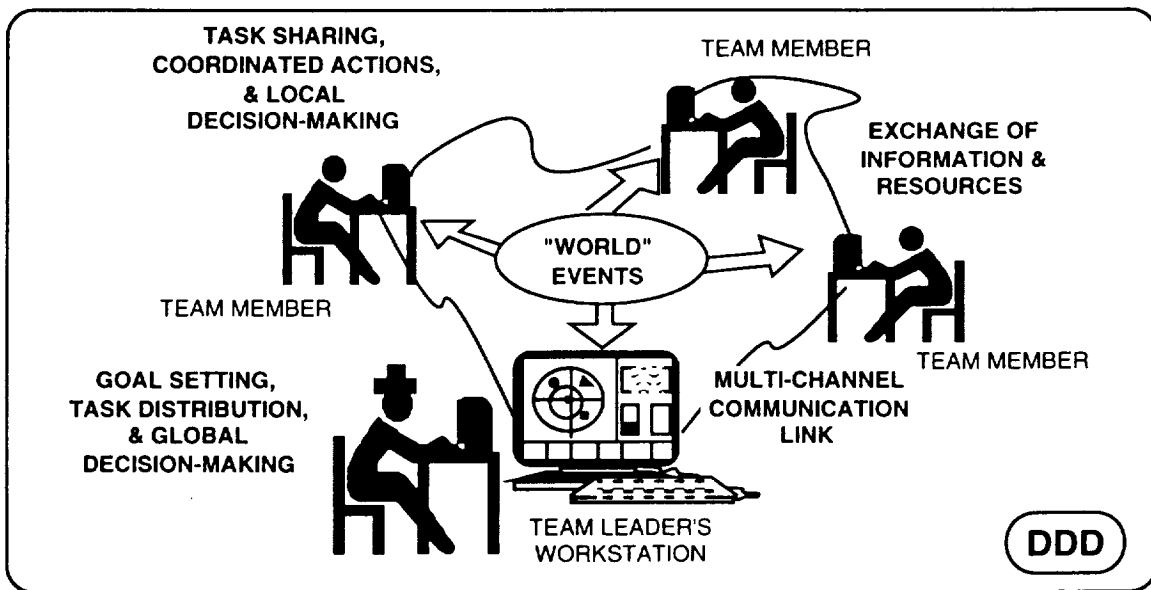 TASK SHARING,
COORDINATED ACTIONS,
& LOCAL
DECISION-MAKING
TEAM MEMBER
EXCHANGE OF
INFORMATION &
RESOURCES
"WORLD"
EVENTS
TEAM MEMBER
TEAM MEMBER
GOAL SETTING,
TASK DISTRIBUTION,
& GLOBAL
DECISION-MAKING
MULTI-CHANNEL
COMMUNICATION
LINK
TEAM LEADER'S
WORKSTATION
DDD